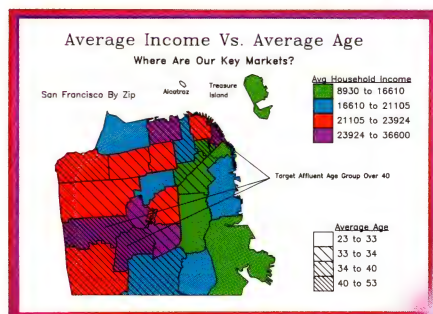 Average Income Vs. Average Age
Where Are Our Key Markets?
San Francisco By Zip
Alcatraz
Treasure
Island
Avg Household Income
8930 to 16610
16610 to 21105
21105 to 23924
23924 to 36600
Target Affluent Age Group Over 40
Average Age
23 to 33
33 to 34
34 to 40
40 to 53